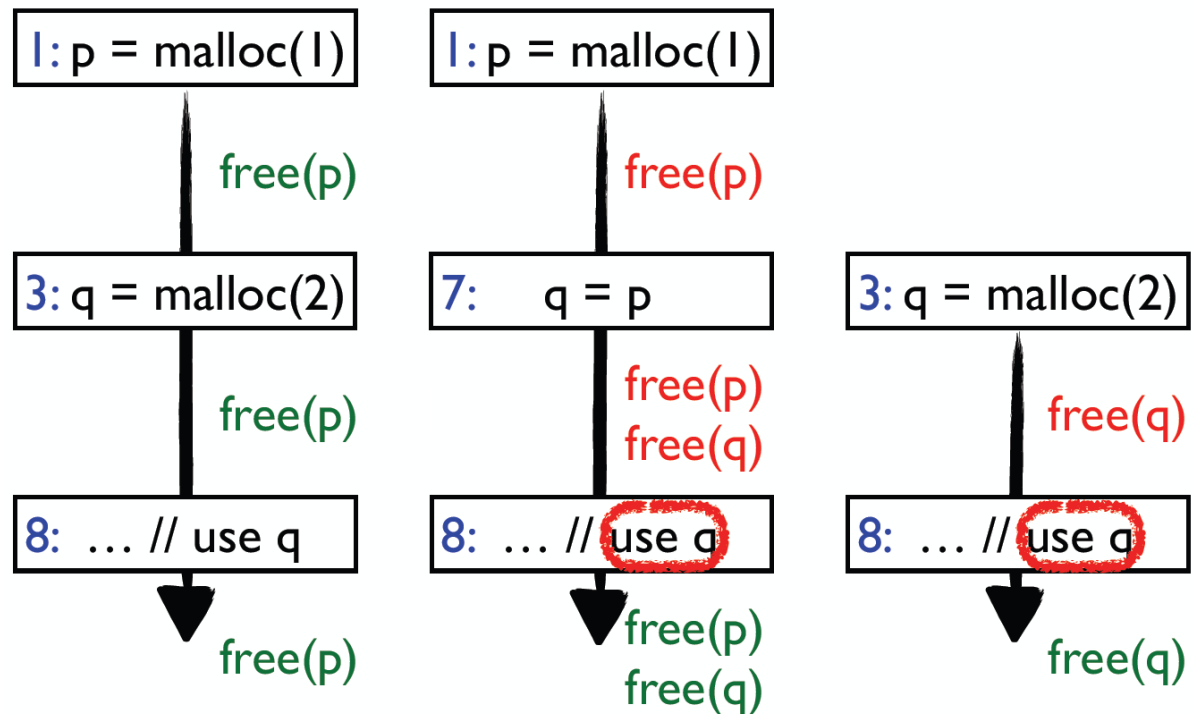 1: p = malloc(1)
free(p)
3: q = malloc(2)
free(p)
8: … // use q
free(p)
1: p = malloc(1)
free(p)
7: q = p
free(p)
free(q)
8: … // use q
free(p)
free(q)
3: q = malloc(2)
free(q)
8: … // use q
free(q)